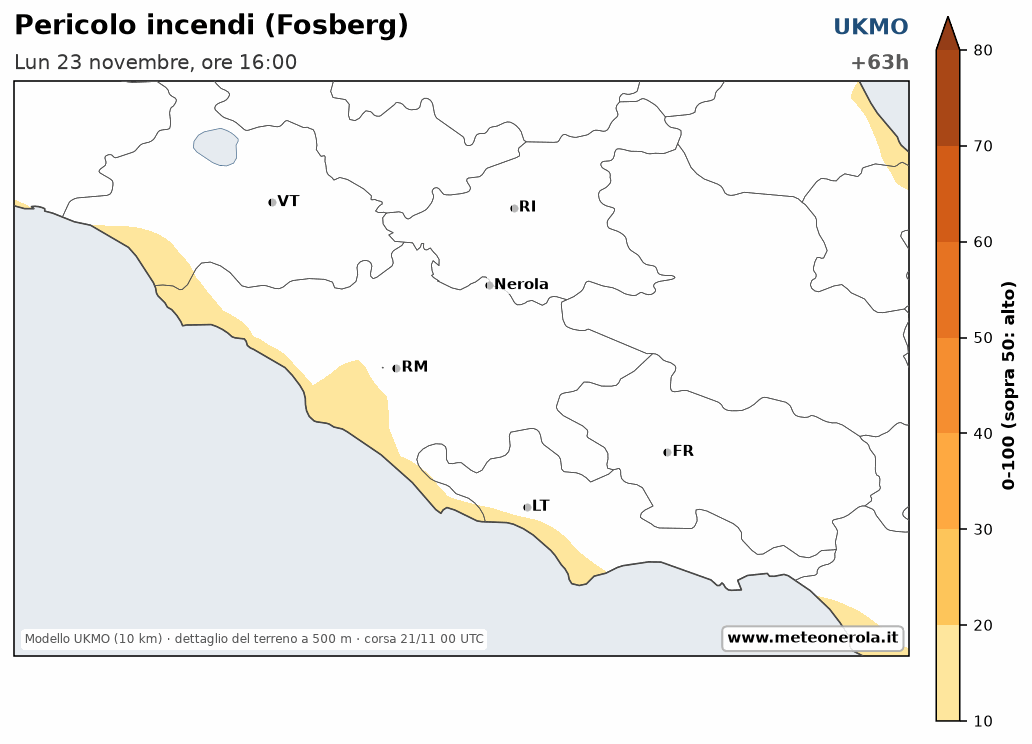 Pericolo incendi (Fosberg)
UKMO
Lun 23 novembre, ore 16:00
+63h
VT
RI
Nerola
RM
FR
LT
Modello UKMO (10 km) · dettaglio del terreno a 500 m · corsa 21/11 00 UTC
www.meteonerola.it
80
70
60
50
40
30
20
10
0-100 (sopra 50: alto)